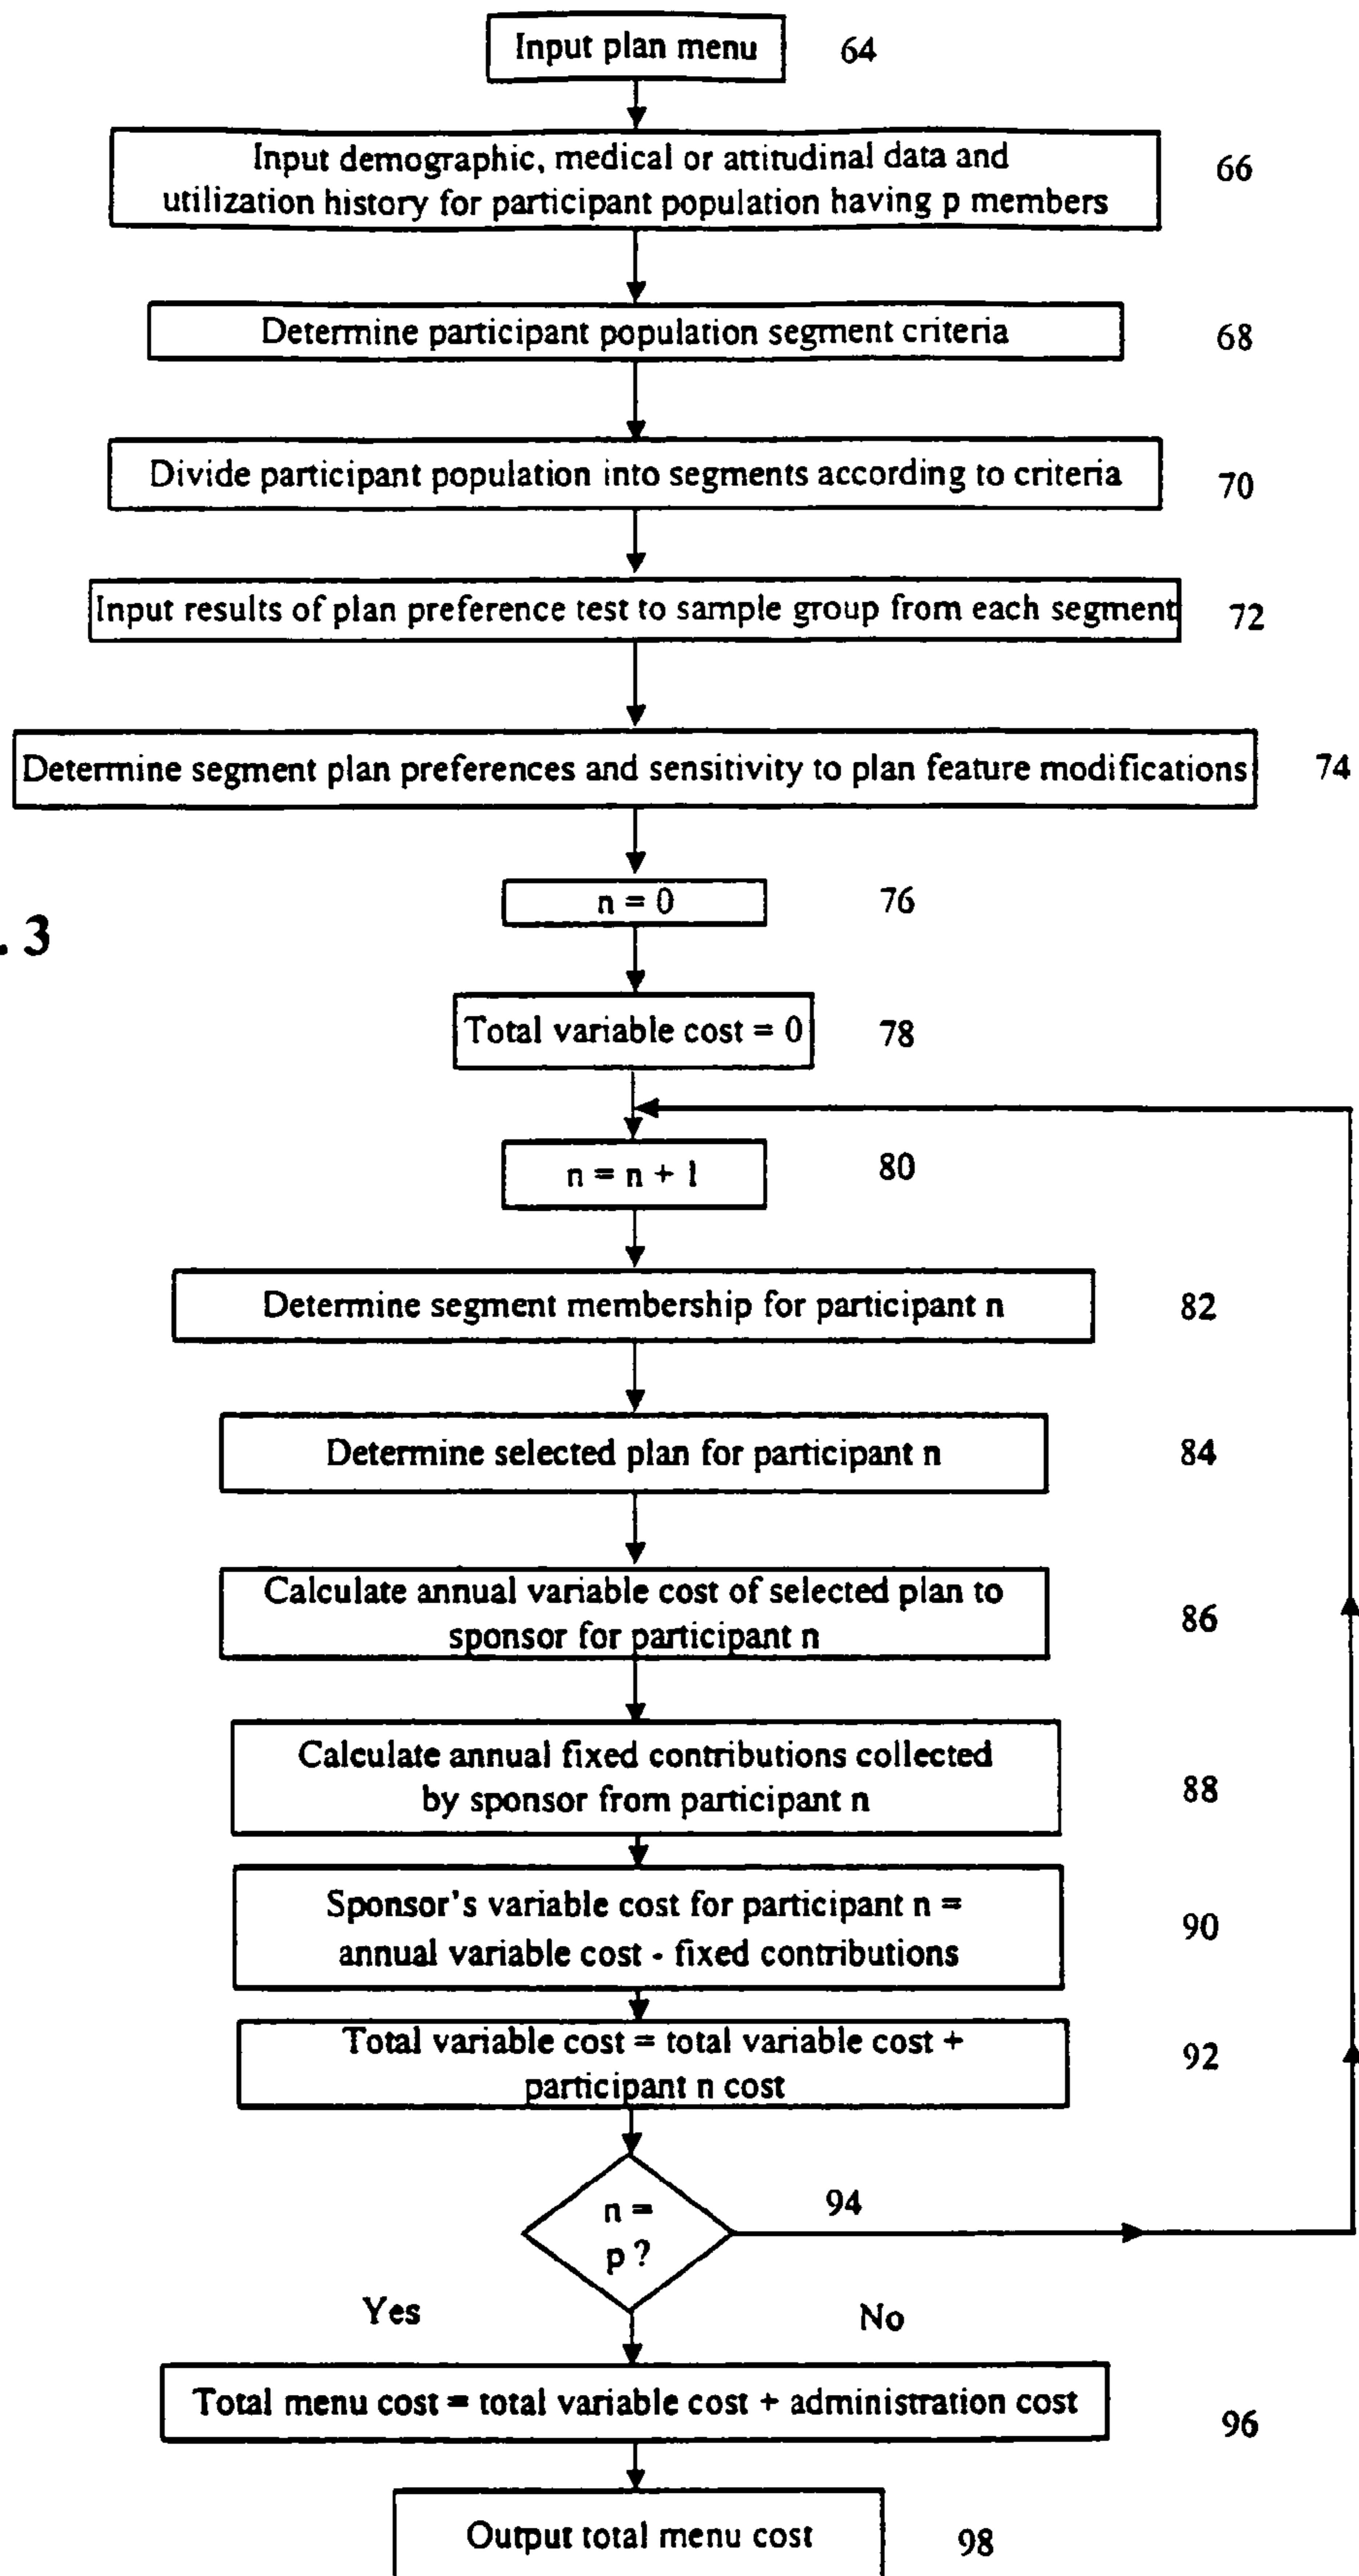 Input plan menu 64
Input demographic, medical or attitudinal data and
utilization history for participant population having p members 66
Determine participant population segment criteria 68
Divide participant population into segments according to criteria 70
Input results of plan preference test to sample group from each segment 72
Determine segment plan preferences and sensitivity to plan feature modifications 74
n = 0 76
. 3
Total variable cost = 0 78
n = n + 1 80
Determine segment membership for participant n 82
Determine selected plan for participant n 84
Calculate annual variable cost of selected plan to
sponsor for participant n 86
Calculate annual fixed contributions collected
by sponsor from participant n 88
Sponsor's variable cost for participant n =
annual variable cost - fixed contributions 90
Total variable cost = total variable cost +
participant n cost 92
n =
p ? 94
Yes No
Total menu cost = total variable cost + administration cost 96
Output total menu cost 98